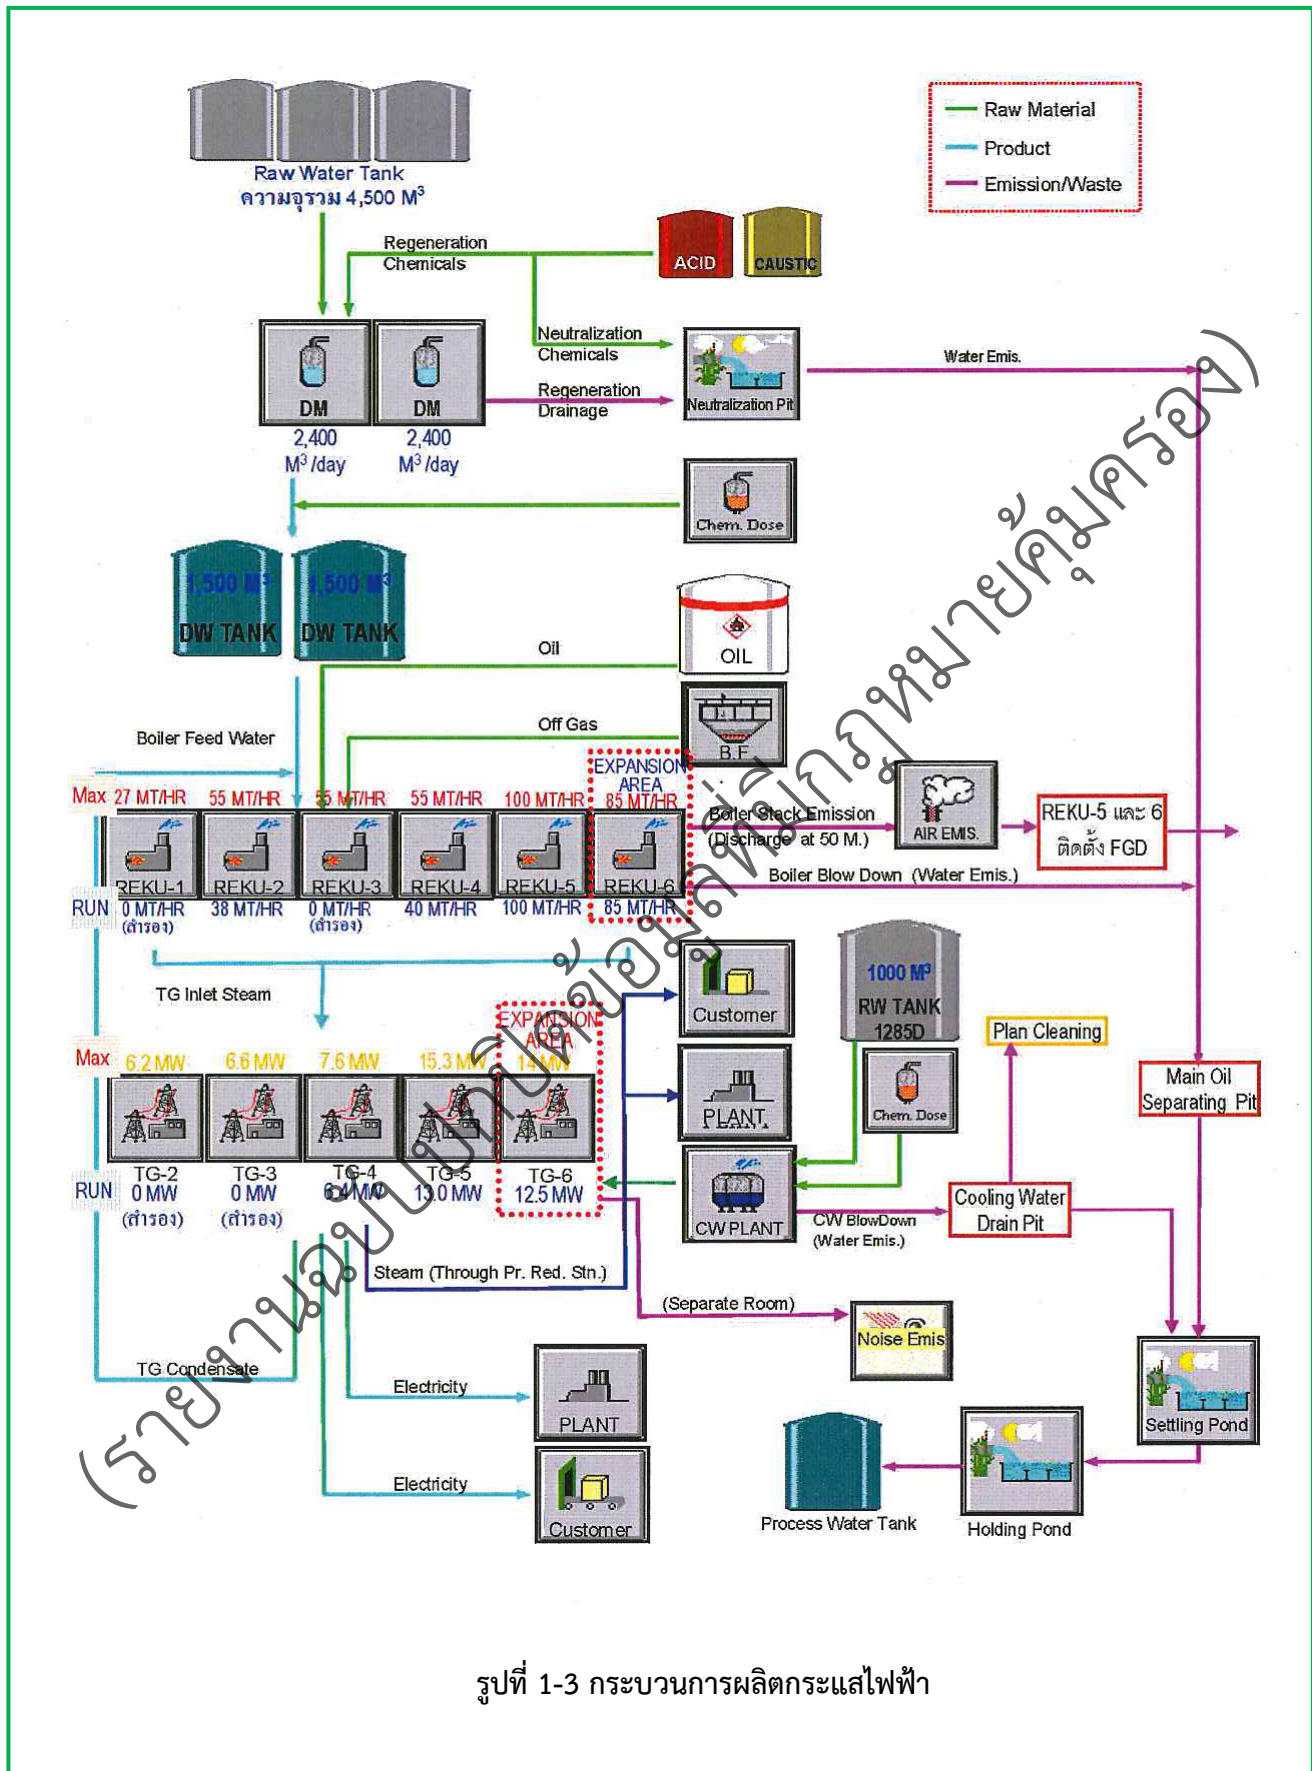 Raw Material
Product
Emission/Waste
Raw Water Tank
ความจุรวม 4,500 M³
Regeneration
Chemicals
ACID
CAUSTIC
Neutralization
Chemicals
Neutralization Pit
Water Emis.
DM
DM
Regeneration
Drainage
2,400
M³/day
2,400
M³/day
Chem. Dose
1,500 M³
DW TANK
1,500 M³
DW TANK
Oil
OIL
Off Gas
B.F
Boiler Feed Water
EXPANSION
AREA
Max 27 MT/HR 55 MT/HR 55 MT/HR 55 MT/HR 100 MT/HR 85 MT/HR
REKU-1 REKU-2 REKU-3 REKU-4 REKU-5 REKU-6
RUN 0 MT/HR 38 MT/HR 0 MT/HR 40 MT/HR 100 MT/HR 85 MT/HR
(สำรอง) (สำรอง)
Boiler Stack Emission
(Discharge at 50 M.)
AIR EMIS.
REKU-5 และ 6
ติดตั้ง FGD
Boiler Blow Down (Water Emis.)
TG Inlet Steam
Customer
1000 M³
RW TANK
1285D
Plan Cleaning
EXPANSION
AREA
Max 6.2 MW 6.6 MW 7.6 MW 15.3 MW 14 MW
PLANT
Chem. Dose
Main Oil
Separating Pit
TG-2 TG-3 TG-4 TG-5 TG-6
RUN 0 MW 0 MW 6.4 MW 13.0 MW 12.5 MW
(สำรอง) (สำรอง)
CW PLANT
CW BlowDown
(Water Emis.)
Cooling Water
Drain Pit
Steam (Through Pr. Red. Stn.)
(Separate Room)
Noise Emis
TG Condensate
Electricity
PLANT
Settling Pond
Electricity
Customer
Process Water Tank
Holding Pond
(รายงานฉบับปกปิดข้อมูลที่มีกฎหมายคุ้มครอง)
รูปที่ 1-3 กระบวนการผลิตกระแสไฟฟ้า